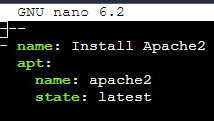 GNU nano 6.2
--
- name: Install Apache2
  apt:
    name: apache2
    state: latest